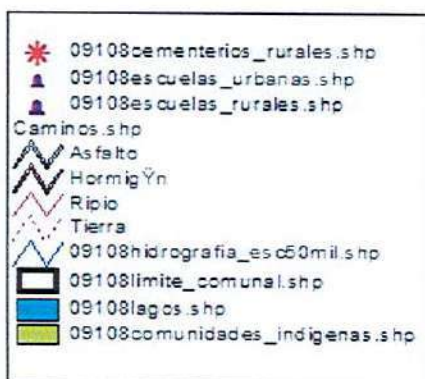 09108cementerios_rurales.shp
09108escuelas_urbanas.shp
09108escuelas_rurales.shp
Caminos.shp
Asfalto
HormigŸn
Ripio
Tierra
09108hidrografia_esc50mil.shp
09108limite_comunal.shp
09108lagos.shp
09108comunidades_indigenas.shp